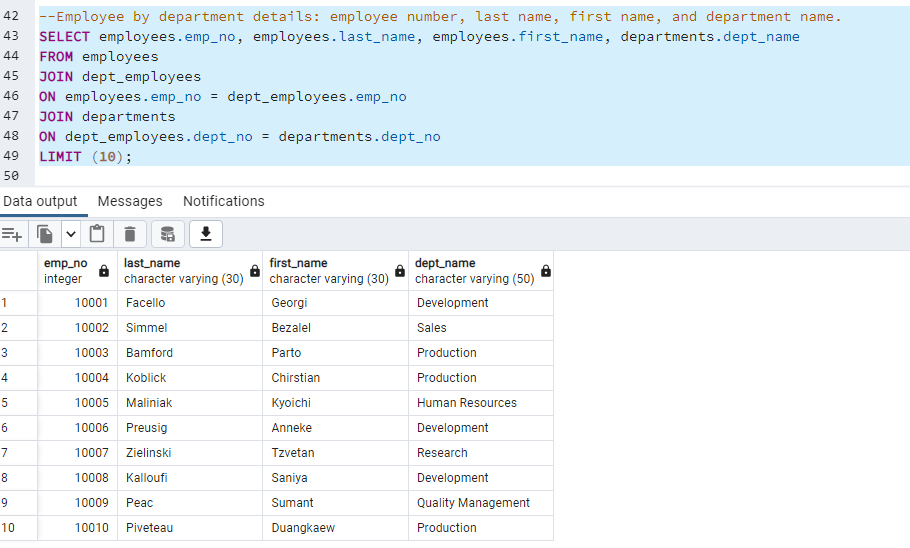 42 --Employee by department details: employee number, last name, first name, and department name.
43 SELECT employees.emp_no, employees.last_name, employees.first_name, departments.dept_name
44 FROM employees
45 JOIN dept_employees
46 ON employees.emp_no = dept_employees.emp_no
47 JOIN departments
48 ON dept_employees.dept_no = departments.dept_no
49 LIMIT (10);
50
Data output Messages Notifications
emp_no last_name first_name dept_name
integer character varying (30) character varying (30) character varying (50)
1 10001 Facello Georgi Development
2 10002 Simmel Bezalel Sales
3 10003 Bamford Parto Production
4 10004 Koblick Chirstian Production
5 10005 Maliniak Kyoichi Human Resources
6 10006 Preusig Anneke Development
7 10007 Zielinski Tzvetan Research
8 10008 Kalloufi Saniya Development
9 10009 Peac Sumant Quality Management
10 10010 Piveteau Duangkaew Production